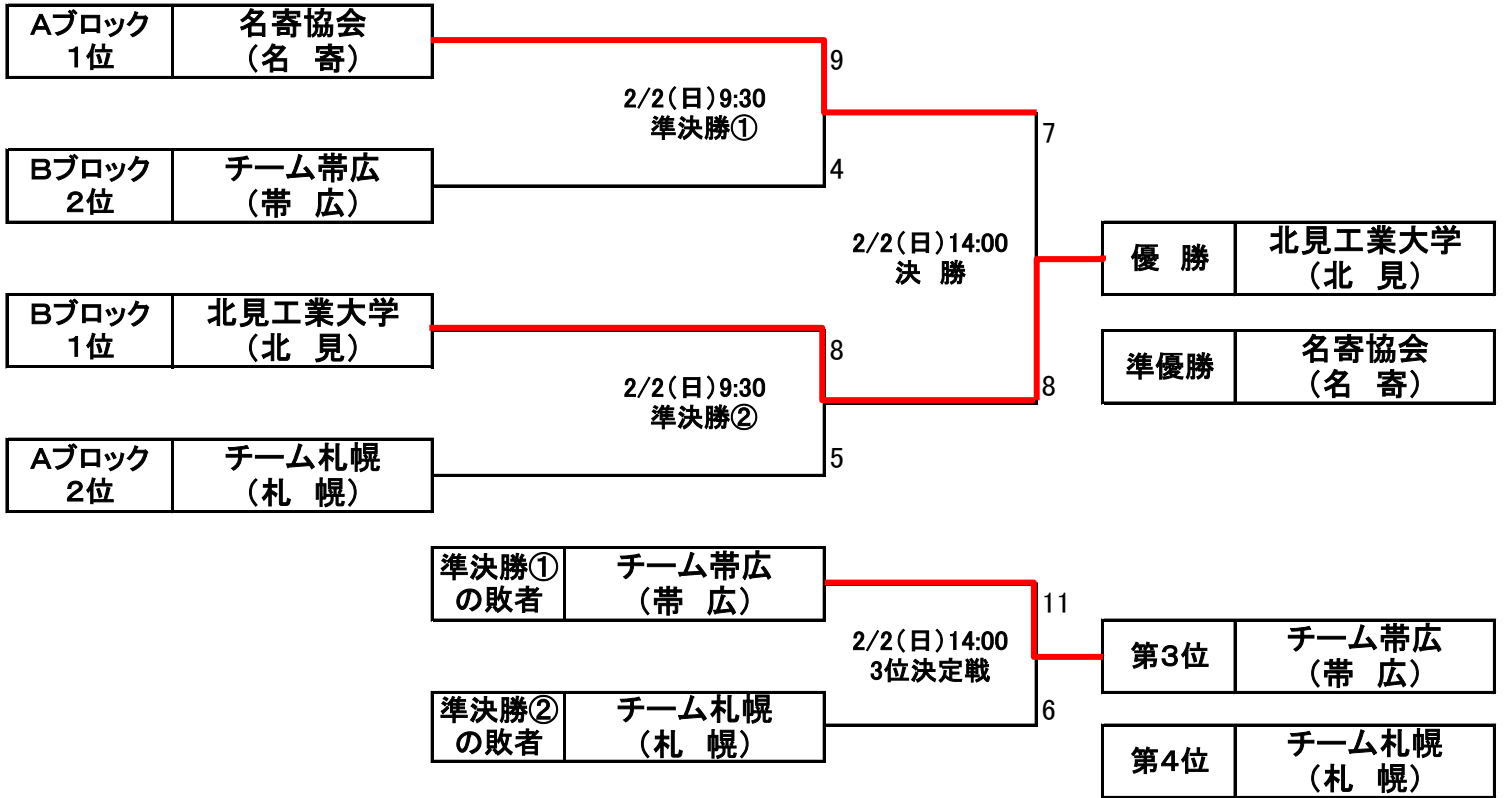 Aブロック
1位
名寄協会
(名　寄)
9
2/2(日)9:30
準決勝①
7
Bブロック
2位
チーム帯広
(帯　広)
4
2/2(日)14:00
決　勝
優　勝
北見工業大学
(北　見)
Bブロック
1位
北見工業大学
(北　見)
8
2/2(日)9:30
準決勝②
8
準優勝
名寄協会
(名　寄)
Aブロック
2位
チーム札幌
(札　幌)
5
準決勝①
の敗者
チーム帯広
(帯　広)
11
2/2(日)14:00
3位決定戦
第3位
チーム帯広
(帯　広)
準決勝②
の敗者
チーム札幌
(札　幌)
6
第4位
チーム札幌
(札　幌)